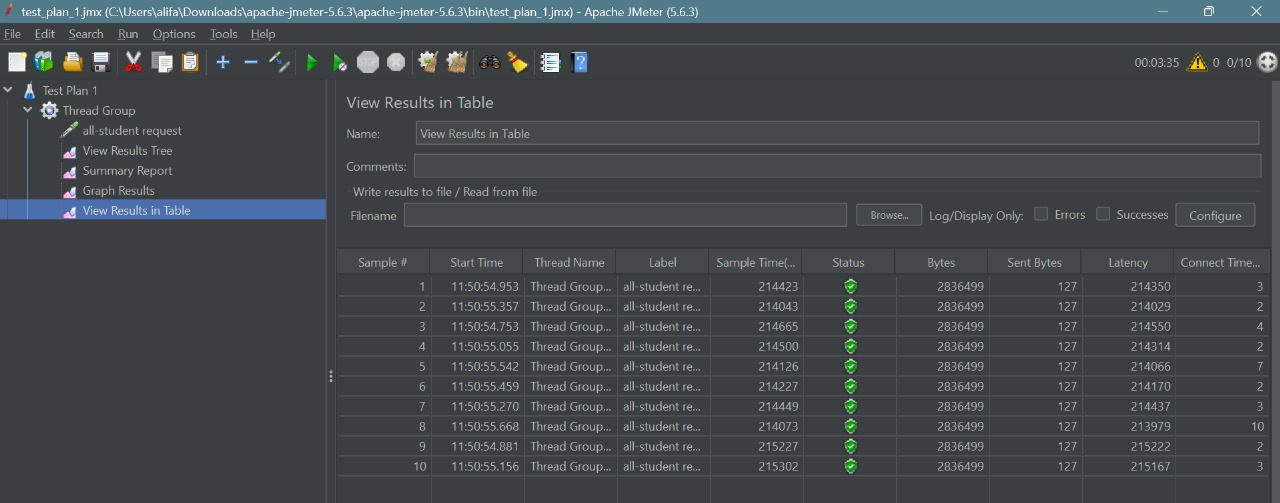 test_plan_1.jmx (C:\Users\alifa\Downloads\apache-jmeter-5.6.3\apache-jmeter-5.6.3\bin\test_plan_1.jmx) - Apache JMeter (5.6.3)
File Edit Search Run Options Tools Help
STOP 00:03:35 0 0/10
Test Plan 1
Thread Group
all-student request
View Results Tree
Summary Report
Graph Results
View Results in Table
View Results in Table
Name: View Results in Table
Comments:
Write results to file / Read from file
Filename Browse... Log/Display Only: Errors Successes Configure
Sample # Start Time Thread Name Label Sample Time(... Status Bytes Sent Bytes Latency Connect Time...
1 11:50:54.953 Thread Group... all-student re... 214423 2836499 127 214350 3
2 11:50:55.357 Thread Group... all-student re... 214043 2836499 127 214029 2
3 11:50:54.753 Thread Group... all-student re... 214665 2836499 127 214550 4
4 11:50:55.055 Thread Group... all-student re... 214500 2836499 127 214314 2
5 11:50:55.542 Thread Group... all-student re... 214126 2836499 127 214066 7
6 11:50:55.459 Thread Group... all-student re... 214227 2836499 127 214170 2
7 11:50:55.270 Thread Group... all-student re... 214449 2836499 127 214437 3
8 11:50:55.668 Thread Group... all-student re... 214073 2836499 127 213979 10
9 11:50:54.881 Thread Group... all-student re... 215227 2836499 127 215222 2
10 11:50:55.156 Thread Group... all-student re... 215302 2836499 127 215167 3